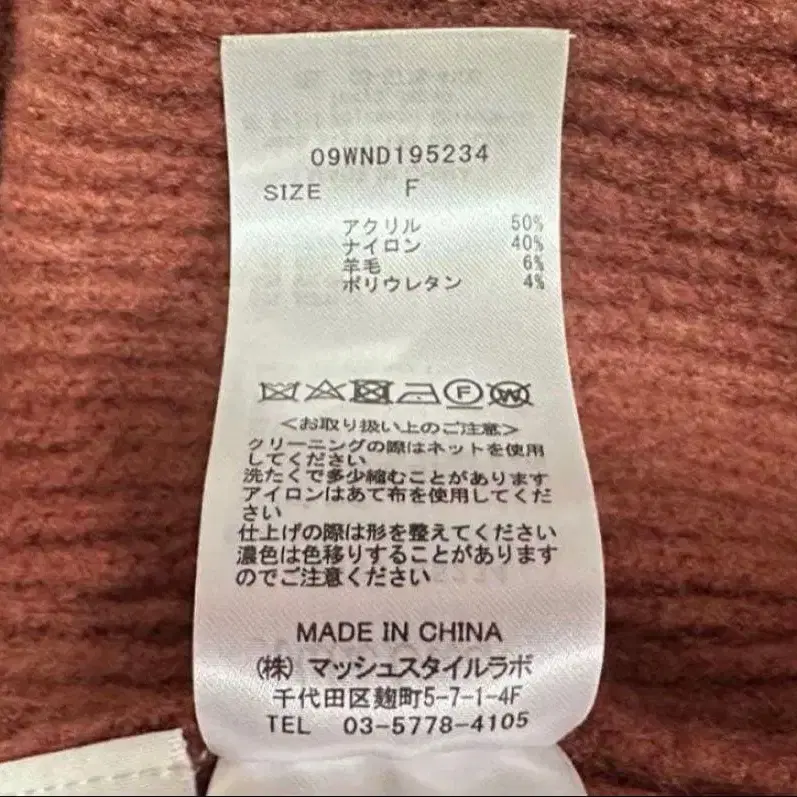 09WND195234
SIZE F
アクリル 50%
ナイロン 40%
羊毛 6%
ポリウレタン 4%
F W
＜お取り扱い上のご注意＞
クリーニングの際はネットを使用
してください
洗たくで多少縮むことがあります
アイロンはあて布を使用してくだ
さい
仕上げの際は形を整えてください
濃色は色移りすることがあります
のでご注意ください
MADE IN CHINA
(株) マッシュスタイルラボ
千代田区麹町5-7-1-4F
TEL 03-5778-4105